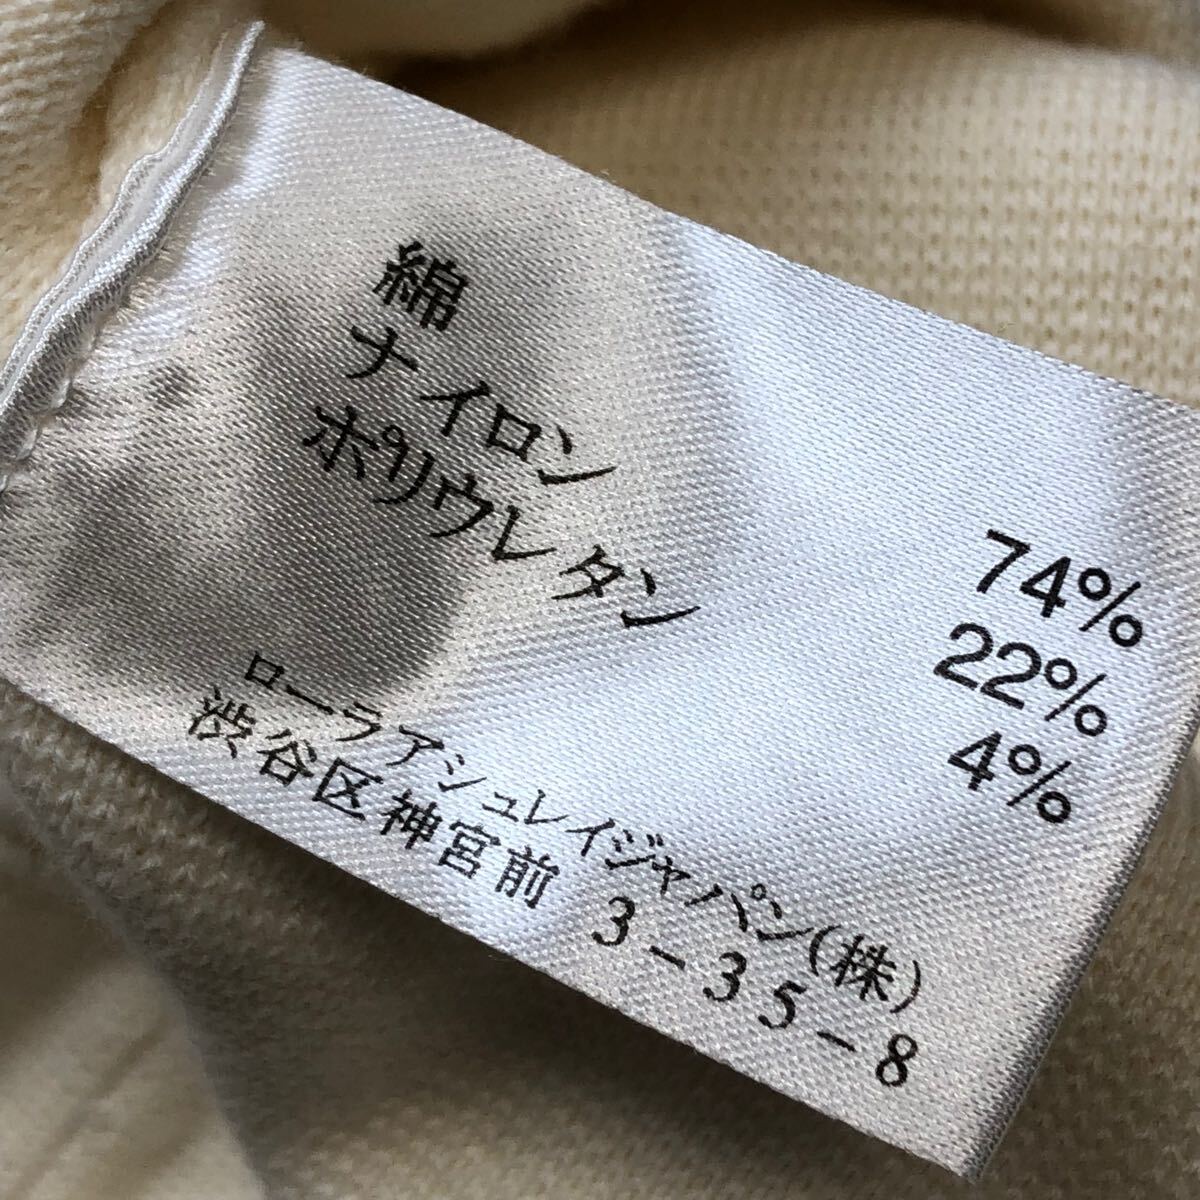 綿 74%
ナイロン 22%
ポリウレタン 4%
ローラアシュレイジャパン(株)
渋谷区神宮前 3-35-8